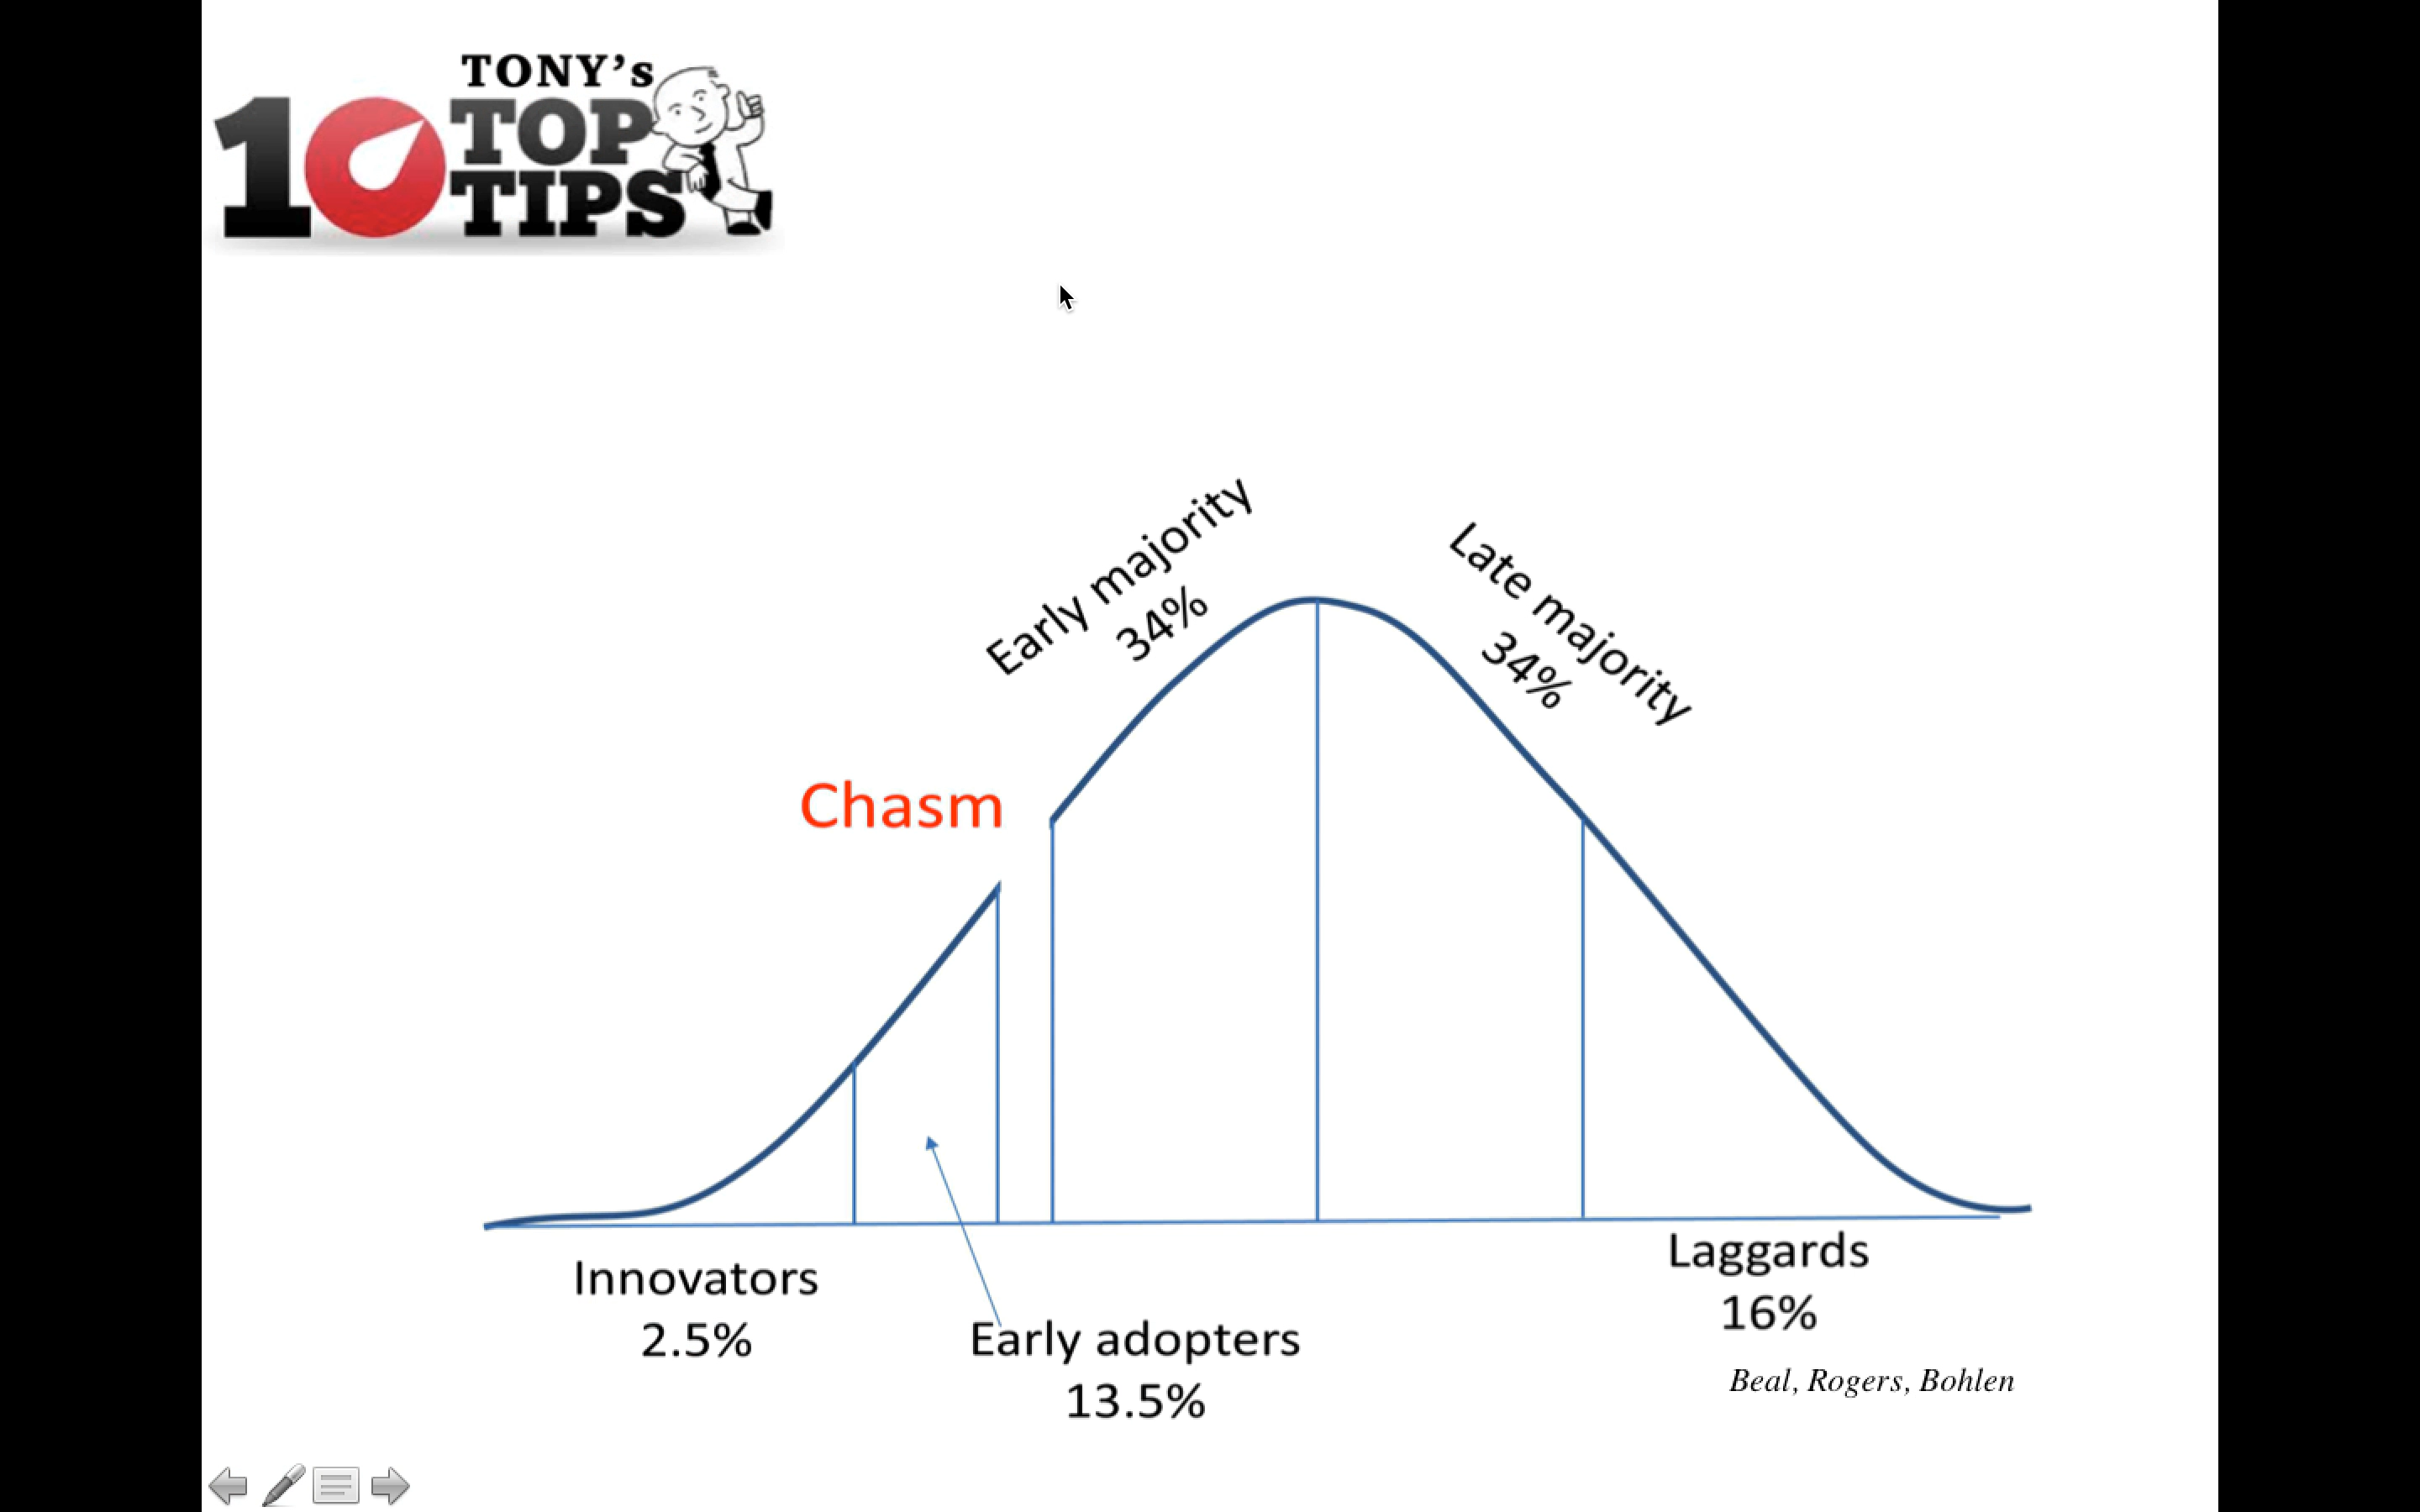 TONY's
10 TOP
TIPS
Early majority
34%
Late majority
34%
Chasm
Innovators
2.5%
Early adopters
13.5%
Laggards
16%
Beal, Rogers, Bohlen